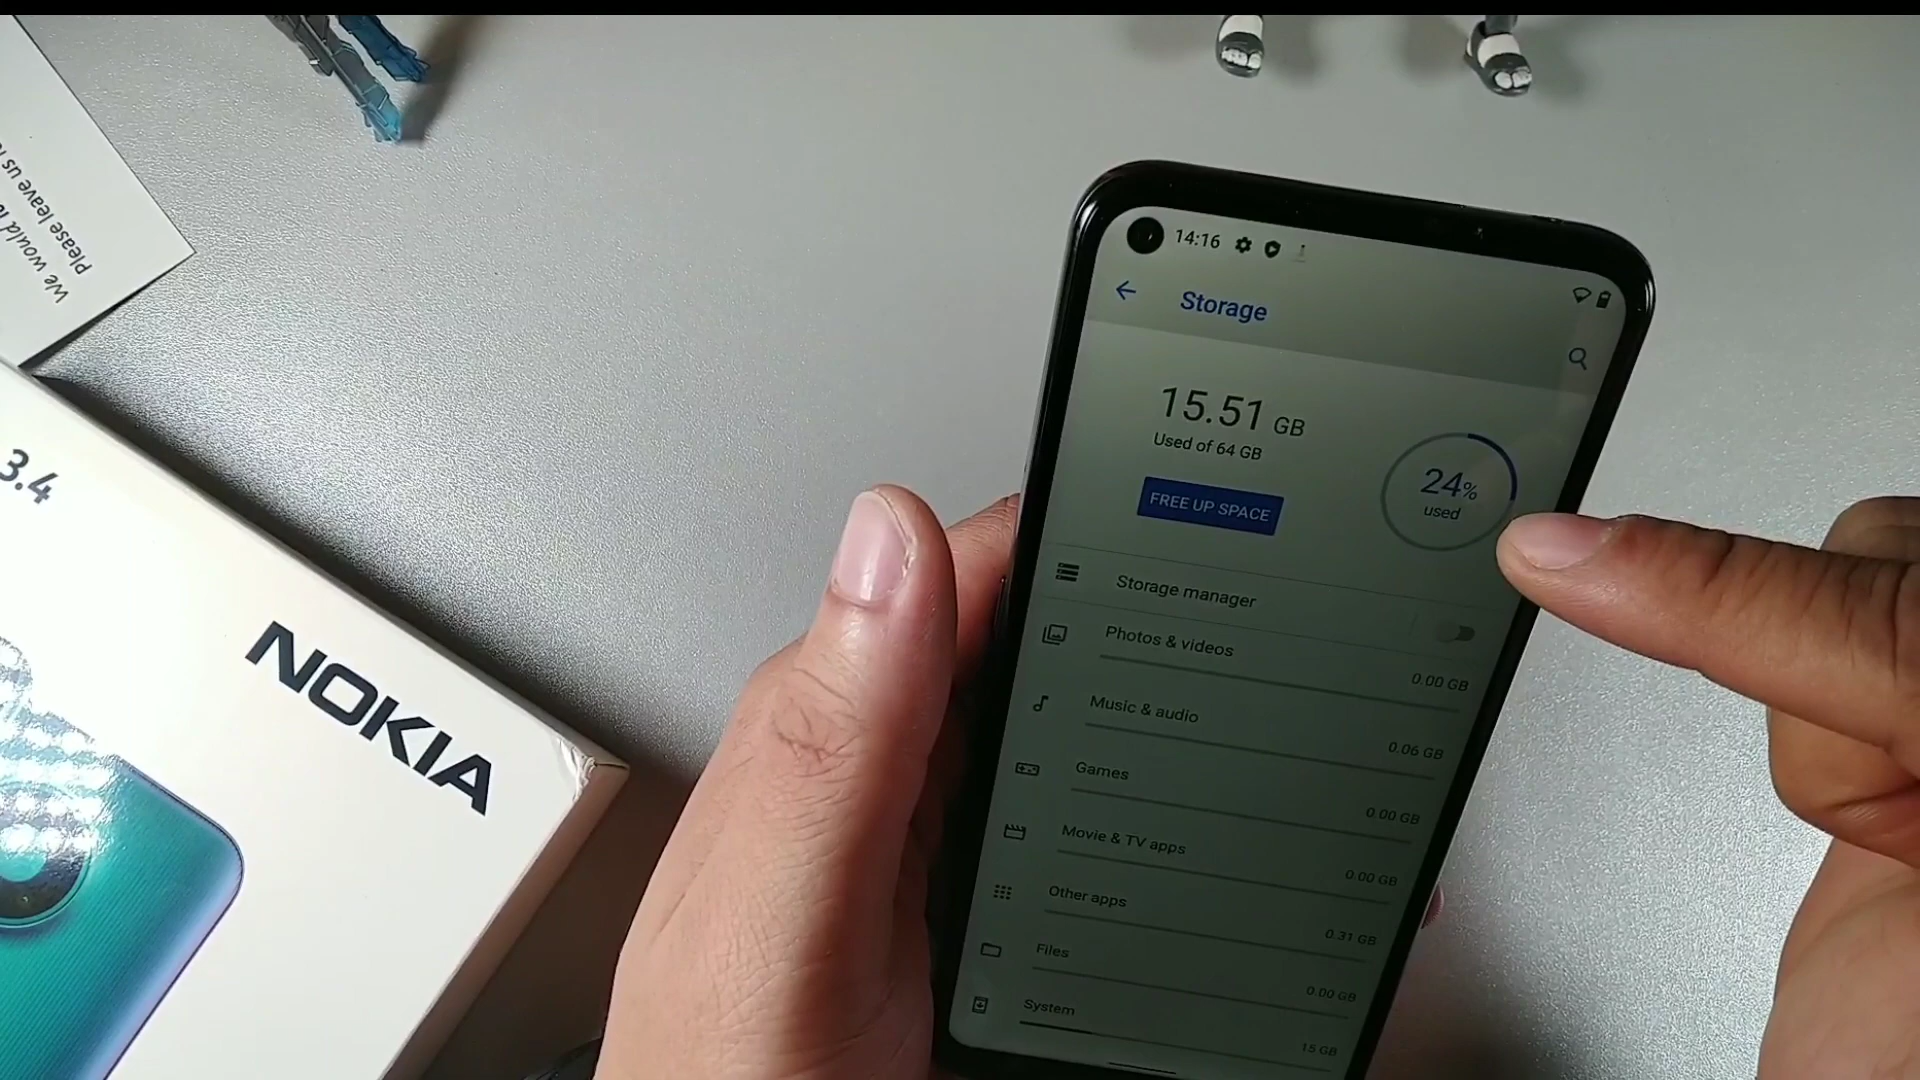 We would
Please leave us
3.4
NOKIA
14:16
Storage
15.51 GB
Used of 64 GB
FREE UP SPACE
24%
used
Storage manager
Photos & videos
0.00 GB
Music & audio
0.06 GB
Games
0.00 GB
Movie & TV apps
0.00 GB
Other apps
0.31 GB
Files
0.00 GB
System
15 GB